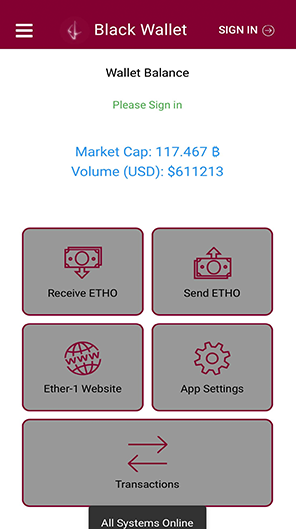 Black Wallet
SIGN IN
Wallet Balance
Please Sign in
Market Cap: 117.467 B
Volume (USD): $611213
Receive ETHO
Send ETHO
WWW
Ether-1 Website
App Settings
Transactions
All Systems Online